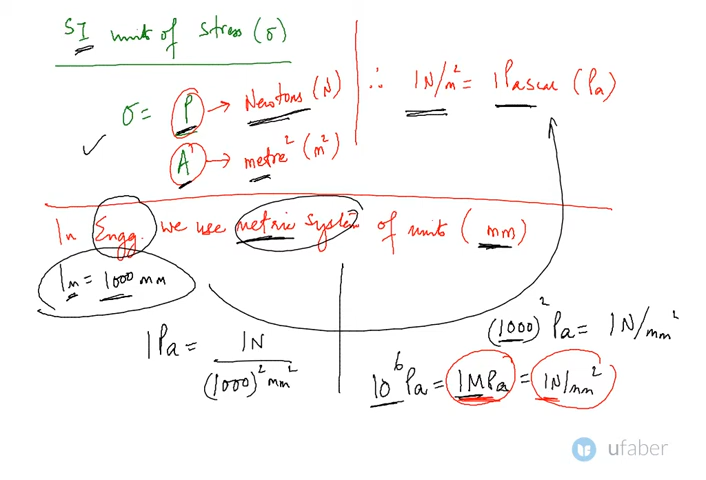 SI units of stress (σ)
σ = P → Newtons (N)
A → metre² (m²)
∴ 1N/m² = 1Pascal (Pa)
In Engg. we use metric system of units (mm)
1m = 1000 mm
1Pa = 1N / (1000)² mm²
(1000)² Pa = 1N/mm²
10⁶ Pa = 1MPa = 1N/mm²
ufaber